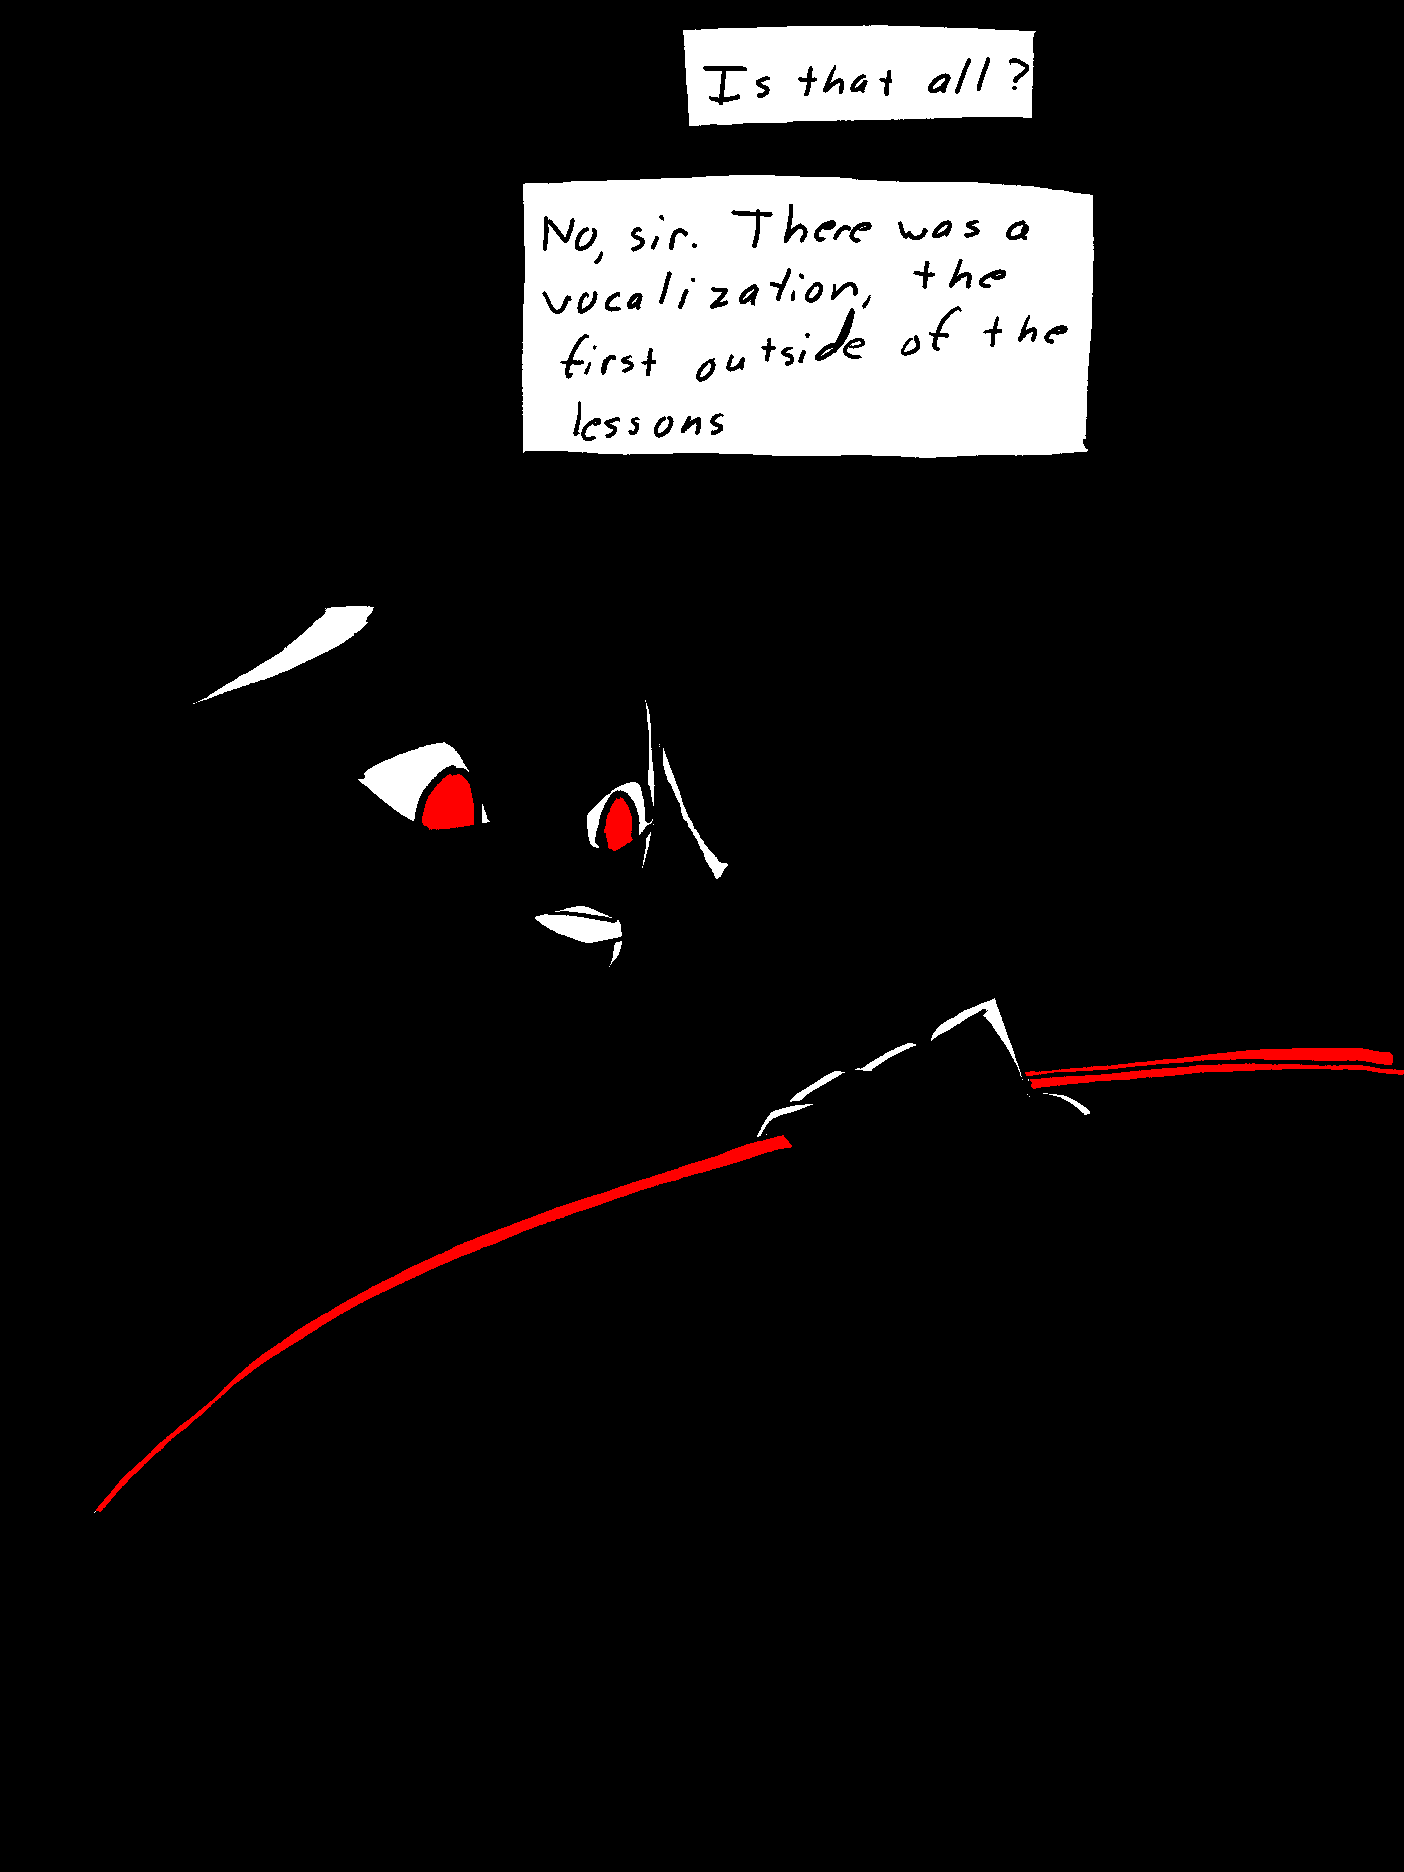 Is that all?
No, sir. There was a
vocalization, the
first outside of the
lessons